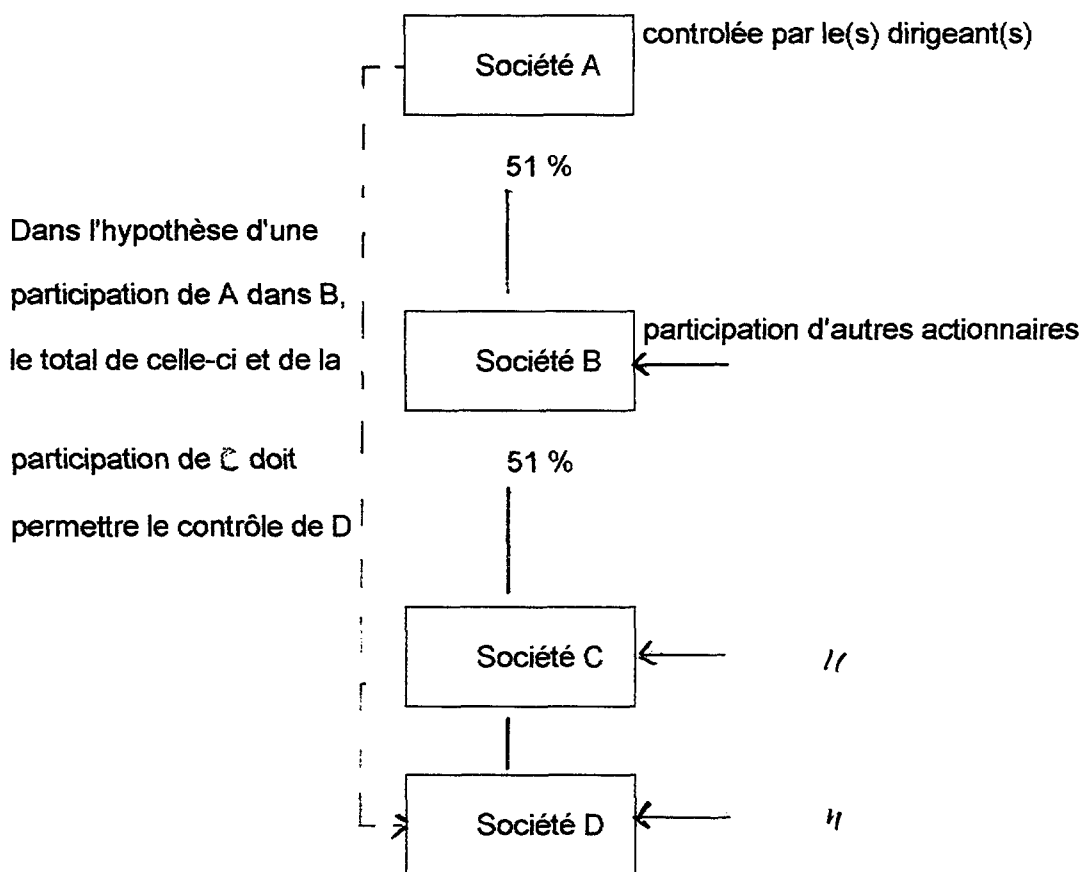 controlée par le(s) dirigeant(s)
Société A
51 %
Dans l'hypothèse d'une
participation de A dans B,
le total de celle-ci et de la
participation de C doit
permettre le contrôle de D
participation d'autres actionnaires
Société B
51 %
Société C
"
Société D
"